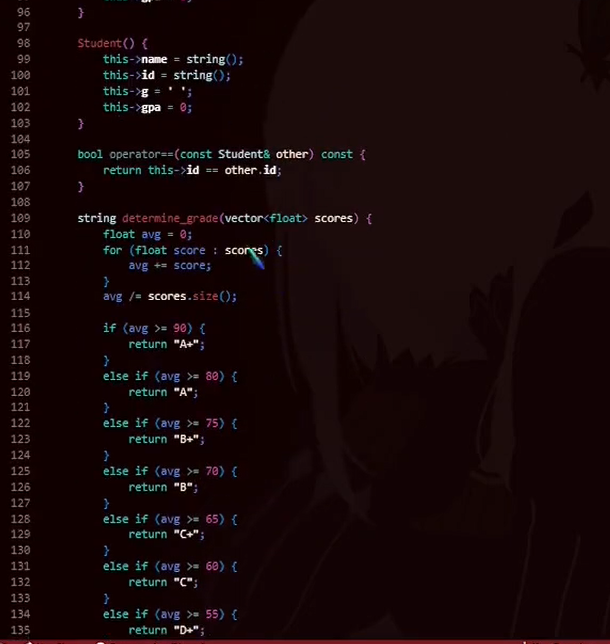 96 }
97
98 Student() {
99 this->name = string();
100 this->id = string();
101 this->g = ' ';
102 this->gpa = 0;
103 }
104
105 bool operator==(const Student& other) const {
106 return this->id == other.id;
107 }
108
109 string determine_grade(vector<float> scores) {
110 float avg = 0;
111 for (float score : scores) {
112 avg += score;
113 }
114 avg /= scores.size();
115
116 if (avg >= 90) {
117 return "A+";
118 }
119 else if (avg >= 80) {
120 return "A";
121 }
122 else if (avg >= 75) {
123 return "B+";
124 }
125 else if (avg >= 70) {
126 return "B";
127 }
128 else if (avg >= 65) {
129 return "C+";
130 }
131 else if (avg >= 60) {
132 return "C";
133 }
134 else if (avg >= 55) {
135 return "D+";